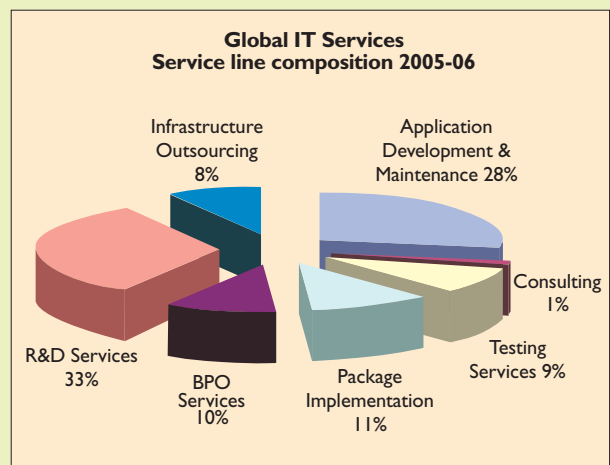 Global IT Services
Service line composition 2005-06
Infrastructure
Outsourcing
8%
Application
Development &
Maintenance 28%
Consulting
1%
Testing
Services 9%
Package
Implementation
11%
BPO
Services
10%
R&D Services
33%